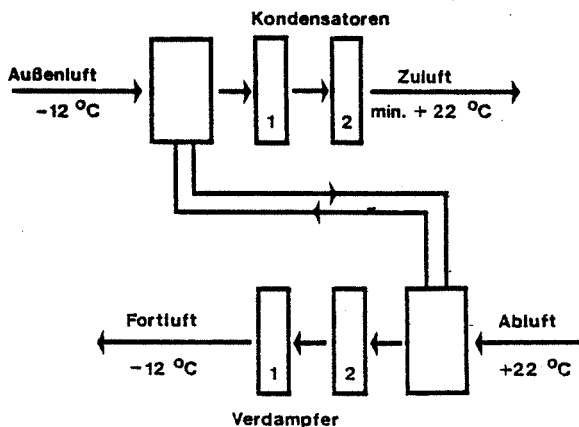 Kondensatoren
Außenluft
-12 °C
1
2
Zuluft
min. + 22 °C
Fortluft
-12 °C
1
2
Abluft
+22 °C
Verdampfer